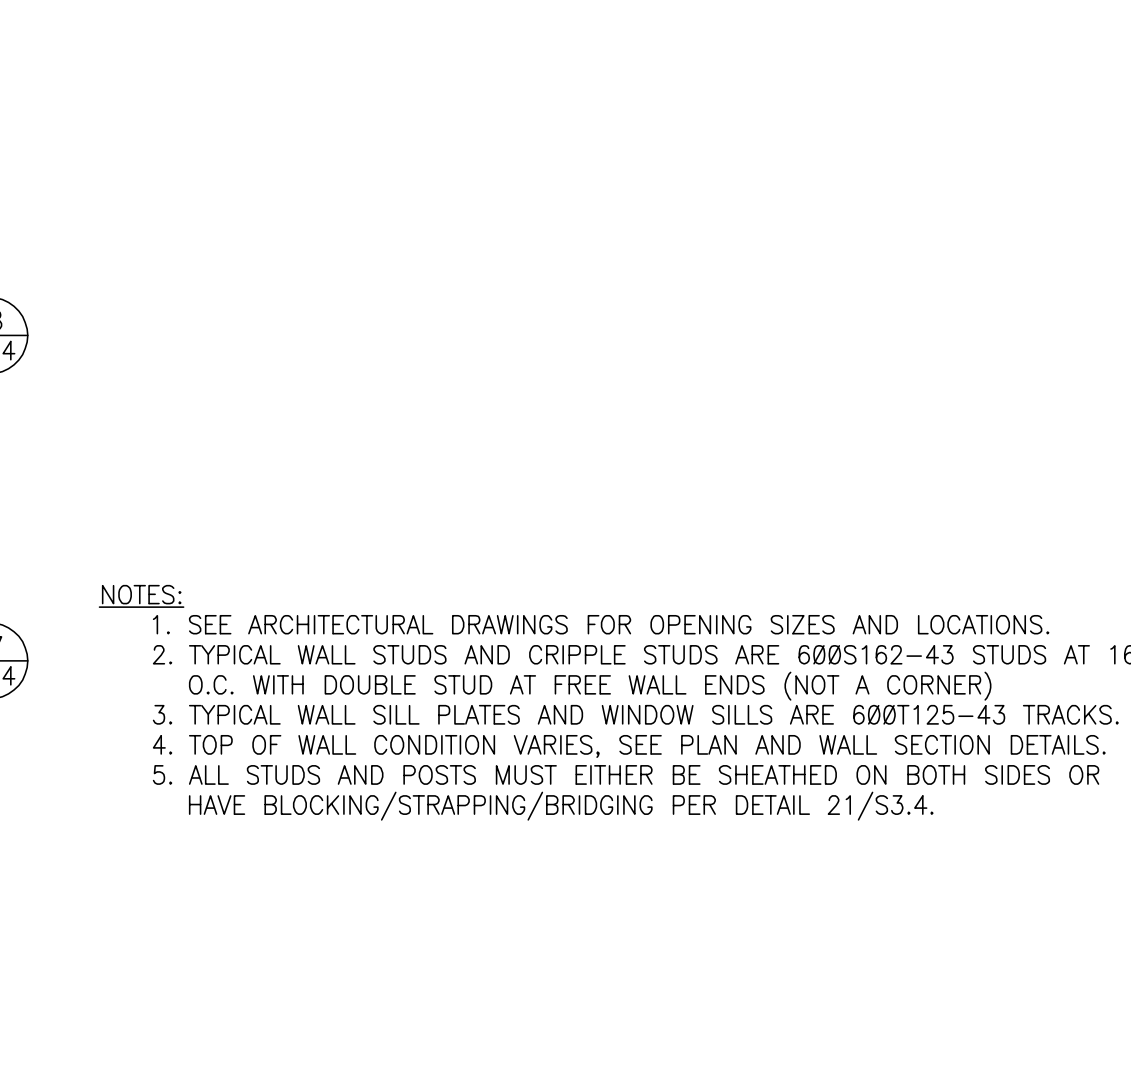 4
NOTES:
1. SEE ARCHITECTURAL DRAWINGS FOR OPENING SIZES AND LOCATIONS.
2. TYPICAL WALL STUDS AND CRIPPLE STUDS ARE 600S162-43 STUDS AT
O.C. WITH DOUBLE STUD AT FREE WALL ENDS (NOT A CORNER)
3. TYPICAL WALL SILL PLATES AND WINDOW SILLS ARE 600T125-43 TRACKS.
4
4. TOP OF WALL CONDITION VARIES, SEE PLAN AND WALL SECTION DETAILS.
5. ALL STUDS AND POSTS MUST EITHER BE SHEATHED ON BOTH SIDES OR
HAVE BLOCKING/STRAPPING/BRIDGING PER DETAIL 21/S3.4.